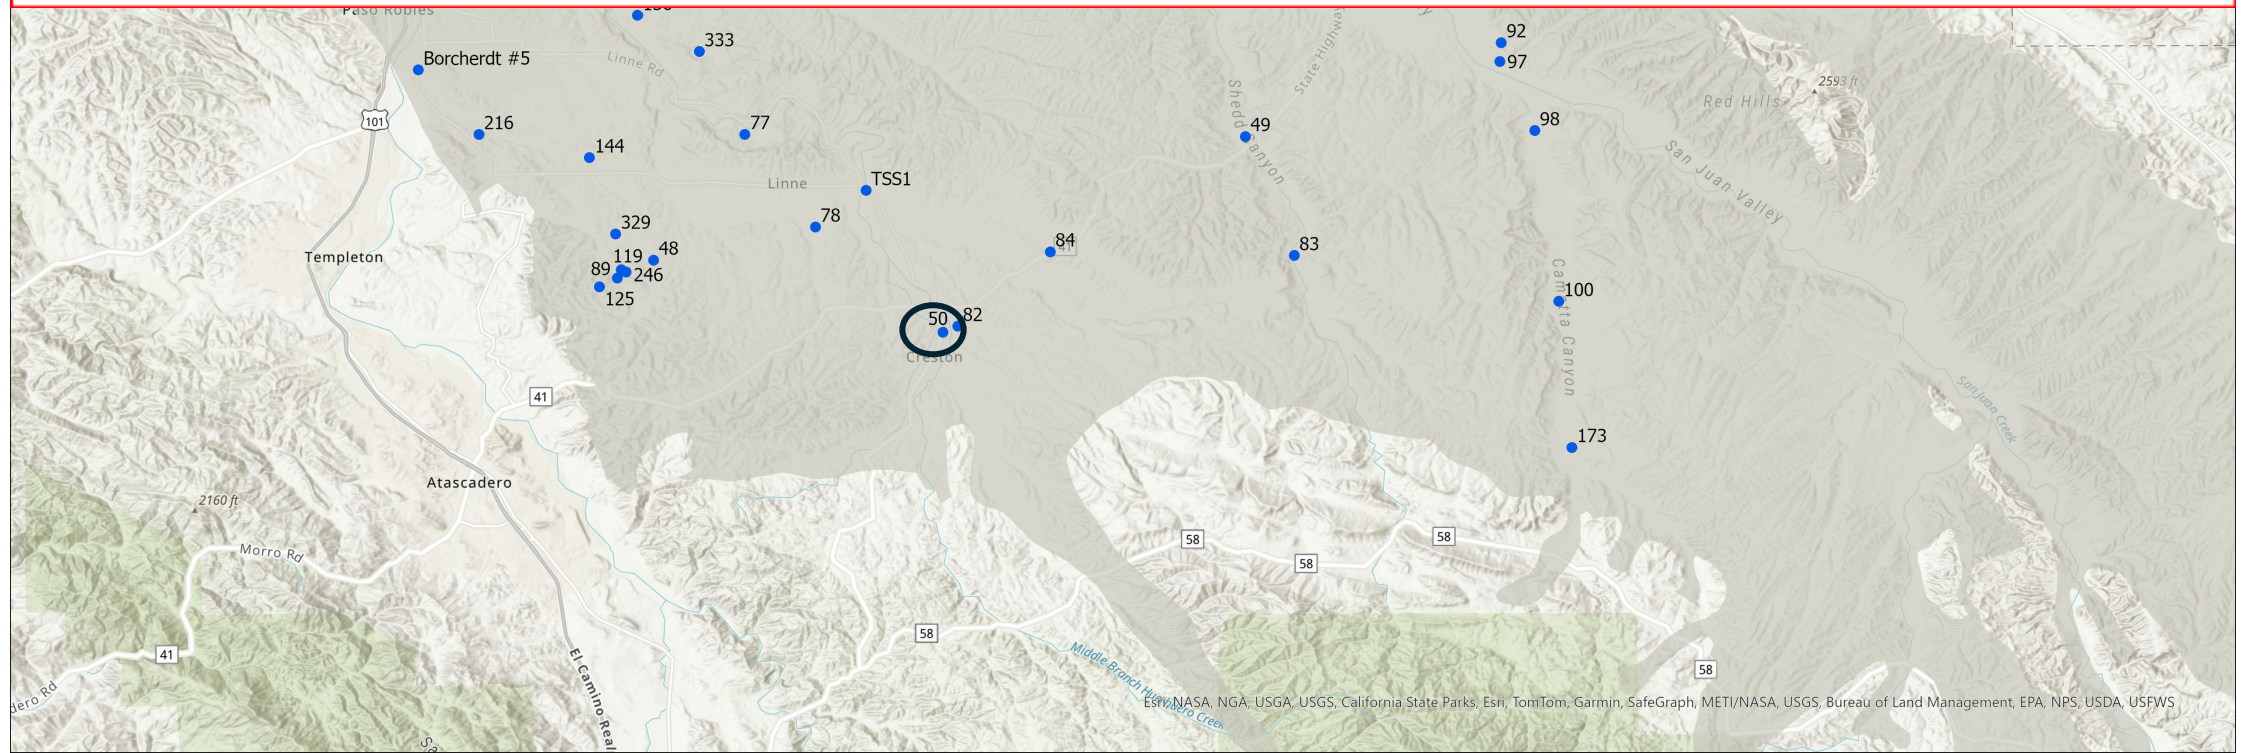 Paso Robles
333
Borcherdt #5
Linne Rd
92
97
2593 ft
Red Hills
State Highway
Shedd Canyon
101
216
77
49
98
144
San Juan Valley
Linne
TSS1
78
329
84
41
83
Templeton
119
48
89
246
125
Camatta Canyon
100
50
82
Creston
41
San Juan Creek
173
Atascadero
2160 ft
Morro Rd
58
58
58
58
41
El Camino Real
Middle Branch Huerhuero Creek
58
Esri, NASA, NGA, USGA, USGS, California State Parks, Esri, TomTom, Garmin, SafeGraph, METI/NASA, USGS, Bureau of Land Management, EPA, NPS, USDA, USFWS